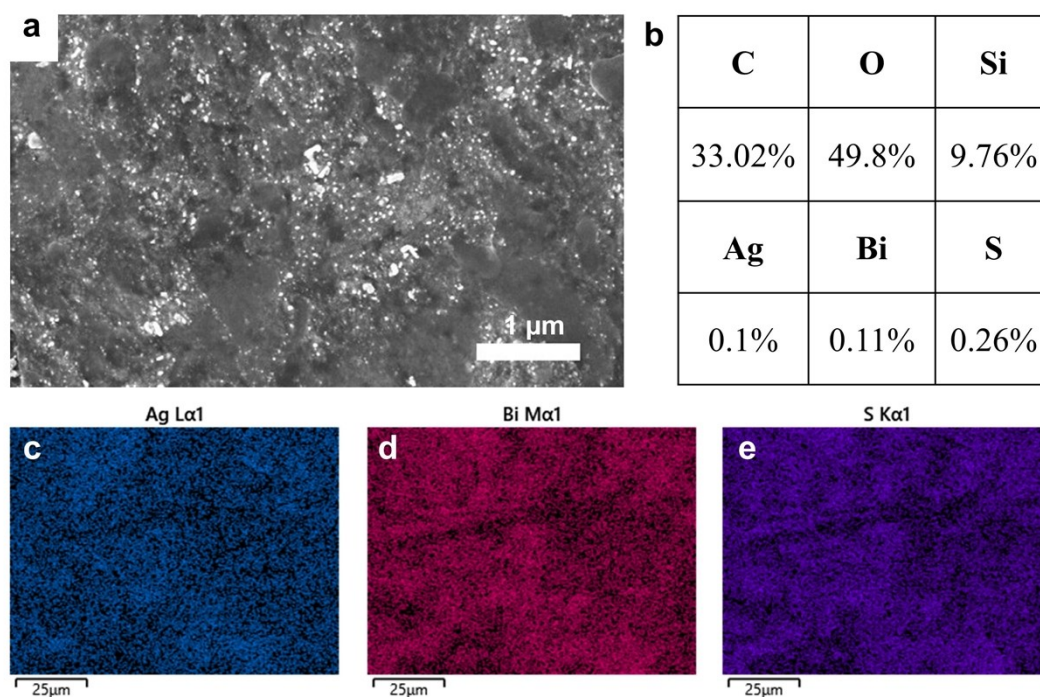 a
1 µm
b
C O Si
33.02% 49.8% 9.76%
Ag Bi S
0.1% 0.11% 0.26%
Ag Lα1
Bi Mα1
S Kα1
c
d
e
25µm
25µm
25µm